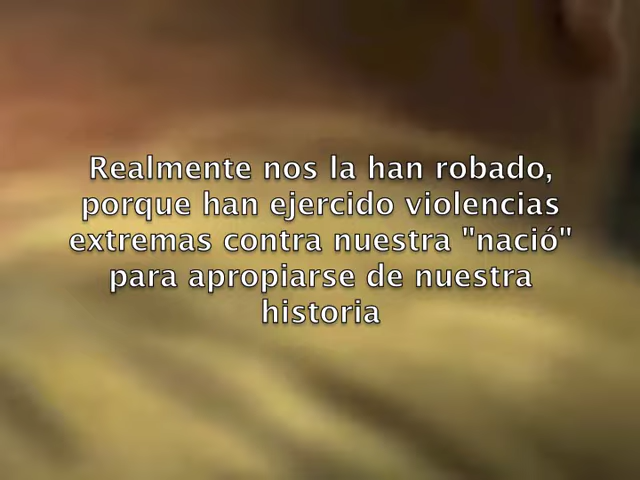 Realmente nos la han robado,
porque han ejercido violencias
extremas contra nuestra "nació"
para apropiarse de nuestra
historia